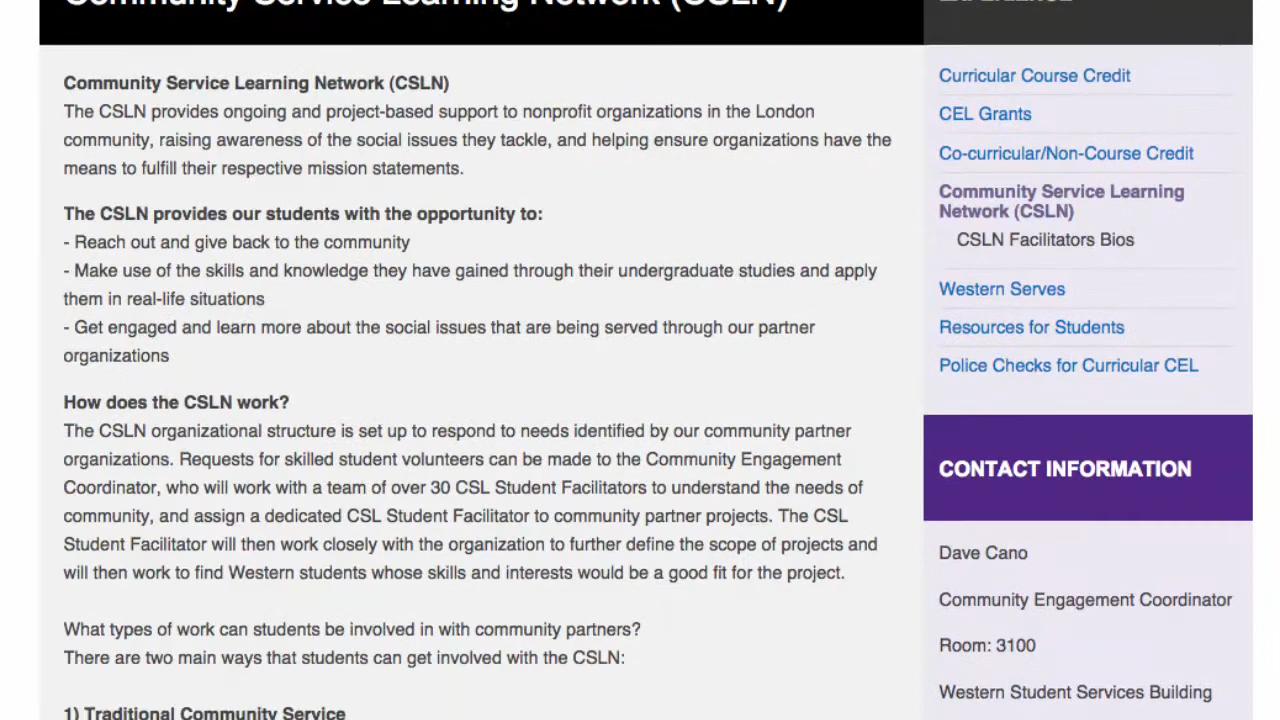 Community Service Learning Network (CSLN)
Community Service Learning Network (CSLN)
The CSLN provides ongoing and project-based support to nonprofit organizations in the London
community, raising awareness of the social issues they tackle, and helping ensure organizations have the
means to fulfill their respective mission statements.
The CSLN provides our students with the opportunity to:
- Reach out and give back to the community
- Make use of the skills and knowledge they have gained through their undergraduate studies and apply
them in real-life situations
- Get engaged and learn more about the social issues that are being served through our partner
organizations
How does the CSLN work?
The CSLN organizational structure is set up to respond to needs identified by our community partner
organizations. Requests for skilled student volunteers can be made to the Community Engagement
Coordinator, who will work with a team of over 30 CSL Student Facilitators to understand the needs of
community, and assign a dedicated CSL Student Facilitator to community partner projects. The CSL
Student Facilitator will then work closely with the organization to further define the scope of projects and
will then work to find Western students whose skills and interests would be a good fit for the project.
What types of work can students be involved in with community partners?
There are two main ways that students can get involved with the CSLN:
1) Traditional Community Service
Curricular Course Credit
CEL Grants
Co-curricular/Non-Course Credit
Community Service Learning
Network (CSLN)
CSLN Facilitators Bios
Western Serves
Resources for Students
Police Checks for Curricular CEL
CONTACT INFORMATION
Dave Cano
Community Engagement Coordinator
Room: 3100
Western Student Services Building